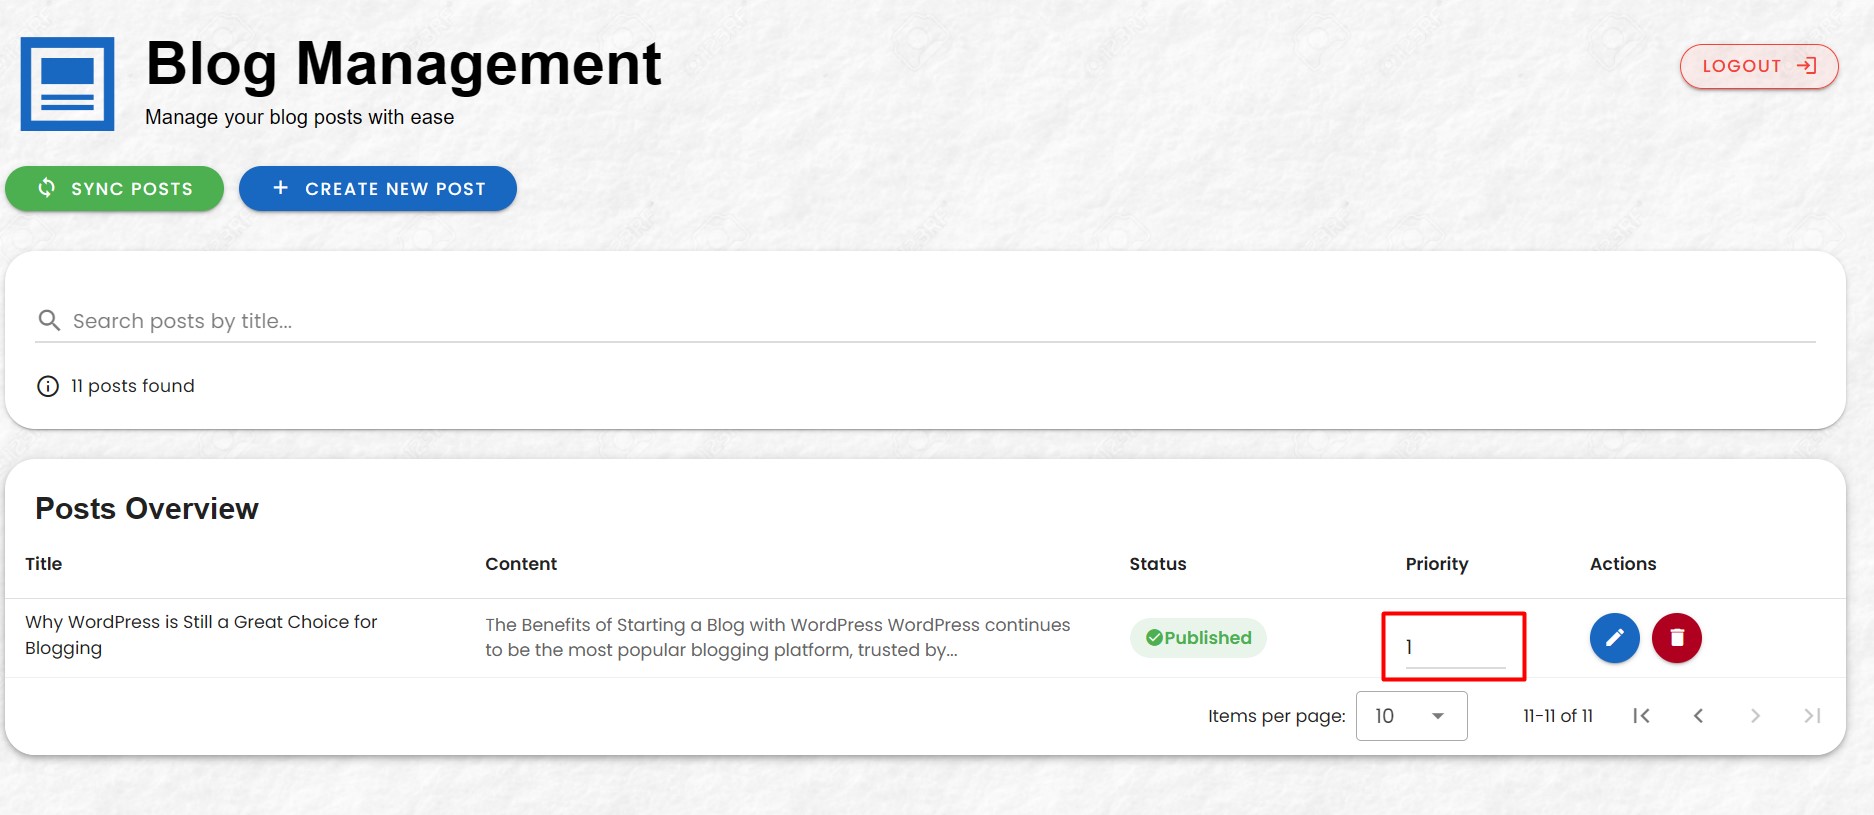 Blog Management
Manage your blog posts with ease
LOGOUT
SYNC POSTS
CREATE NEW POST
Search posts by title...
11 posts found
Posts Overview
Title Content Status Priority Actions
Why WordPress is Still a Great Choice for
Blogging
The Benefits of Starting a Blog with WordPress WordPress continues
to be the most popular blogging platform, trusted by...
Published
1
Items per page: 10 11-11 of 11